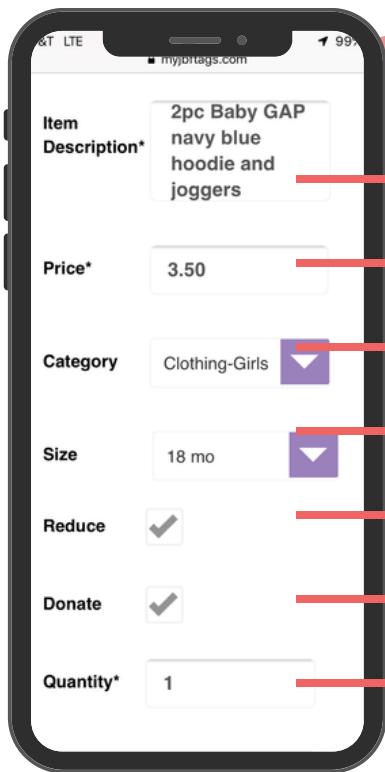 LTE
99%
myjbftags.com
Item
Description*
2pc Baby GAP
navy blue
hoodie and
joggers
Price*
3.50
Category
Clothing-Girls
Size
18 mo
Reduce
Donate
Quantity*
1